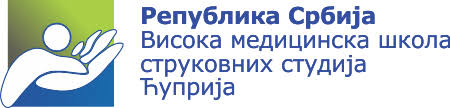 Република Србија
Висока медицинска школа
струковних студија
Ћуприја